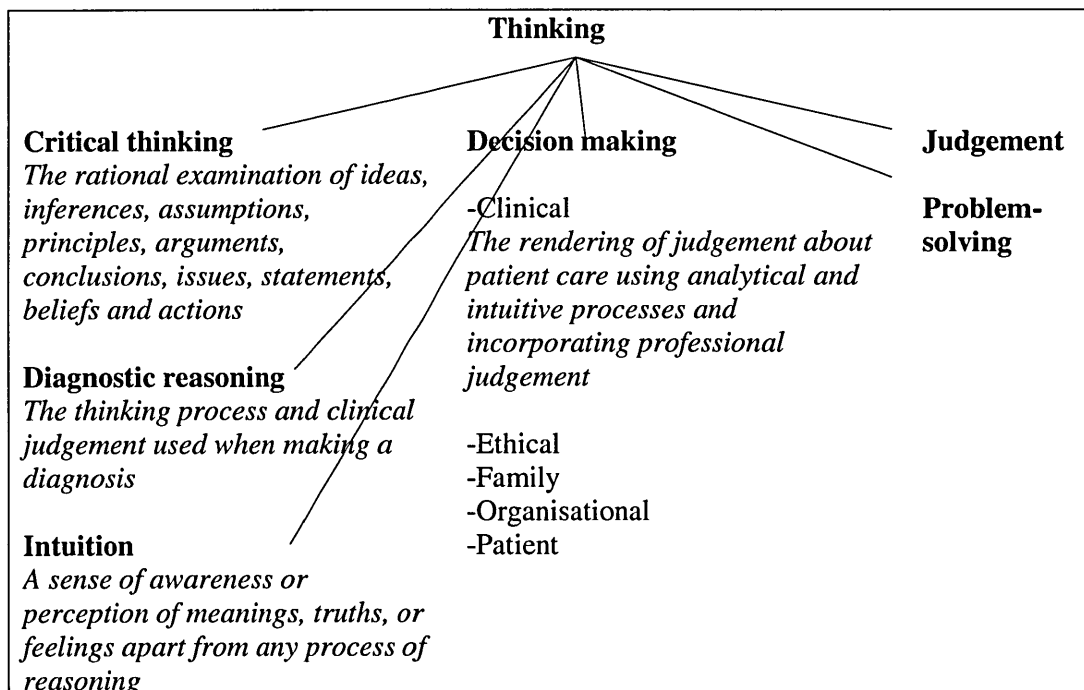 Thinking
Critical thinking
The rational examination of ideas,
inferences, assumptions,
principles, arguments,
conclusions, issues, statements,
beliefs and actions
Diagnostic reasoning
The thinking process and clinical
judgement used when making a
diagnosis
Intuition
A sense of awareness or
perception of meanings, truths, or
feelings apart from any process of
reasoning
Decision making
-Clinical
The rendering of judgement about
patient care using analytical and
intuitive processes and
incorporating professional
judgement
-Ethical
-Family
-Organisational
-Patient
Judgement
Problem-
solving